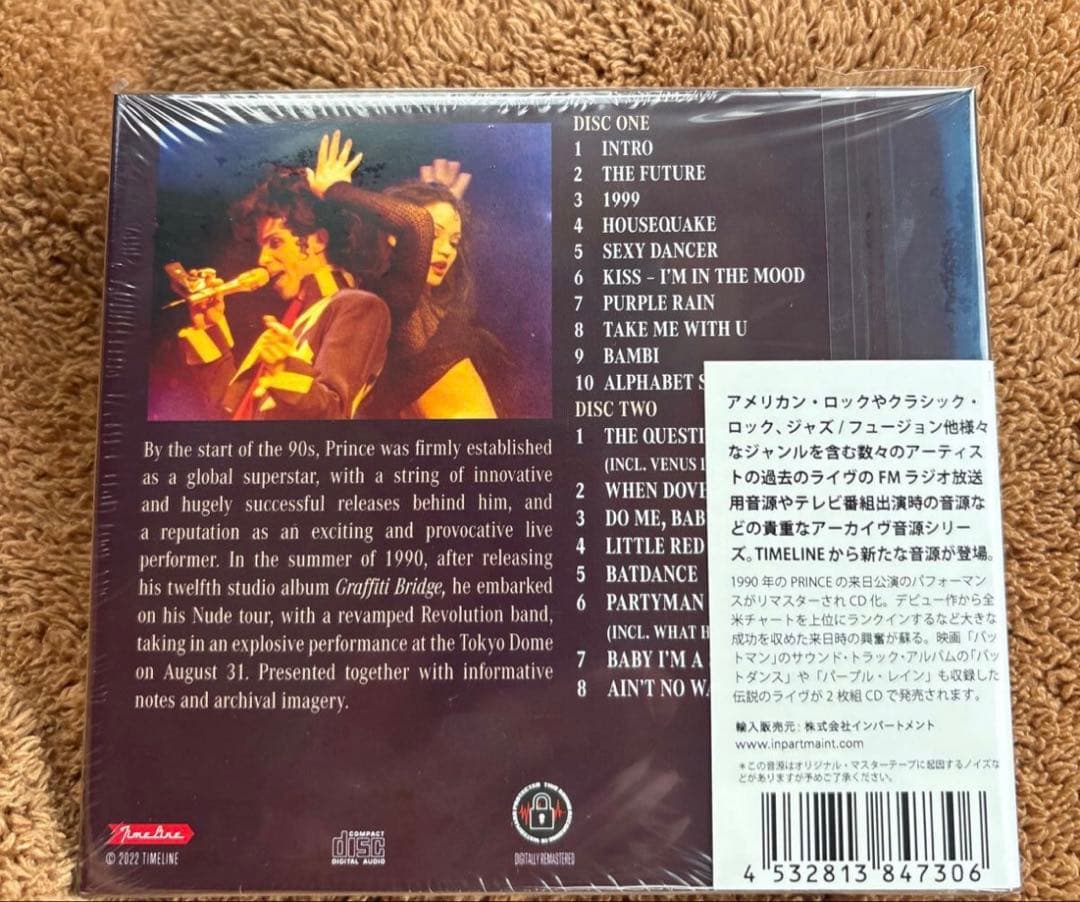 DISC ONE
1 INTRO
2 THE FUTURE
3 1999
4 HOUSEQUAKE
5 SEXY DANCER
6 KISS – I'M IN THE MOOD
7 PURPLE RAIN
8 TAKE ME WITH U
9 BAMBI
10 ALPHABET S
DISC TWO
1 THE QUESTI
(INCL. VENUS
2 WHEN DOVE
3 DO ME, BAB
4 LITTLE RED
5 BATDANCE
6 PARTYMAN
(INCL. WHAT H
7 BABY I'M A
8 AIN'T NO WA
By the start of the 90s, Prince was firmly established
as a global superstar, with a string of innovative
and hugely successful releases behind him, and
a reputation as an exciting and provocative live
performer. In the summer of 1990, after releasing
his twelfth studio album Graffiti Bridge, he embarked
on his Nude tour, with a revamped Revolution band,
taking in an explosive performance at the Tokyo Dome
on August 31. Presented together with informative
notes and archival imagery.
アメリカン・ロックやクラシック・
ロック、ジャズ / フュージョン他様々
なジャンルを含む数々のアーティス
トの過去のライヴの FM ラジオ放送
用音源やテレビ番組出演時の音源な
どの貴重なアーカイヴ音源シリー
ズ。TIMELINE から新たな音源が登場。
1990 年の PRINCE の来日公演のパフォーマン
スがリマスターされ CD 化。デビュー作から全
米チャートを上位にランクインするなど大きな
成功を収めた来日時の興奮が蘇る。映画「バッ
トマン」のサウンド・トラック・アルバムの「バッ
トダンス」や「パープル・レイン」も収録した
伝説のライヴが 2 枚組 CD で発売されます。
輸入販売元：株式会社インパートメント
www.inpartmaint.com
＊この音源はオリジナル・マスターテープに起因するノイズな
どがありますが予めご了承ください。
4 532813 847306
TimeLine
© 2022 TIMELINE
COMPACT
disc
DIGITAL AUDIO
DIGITALLY REMASTERED